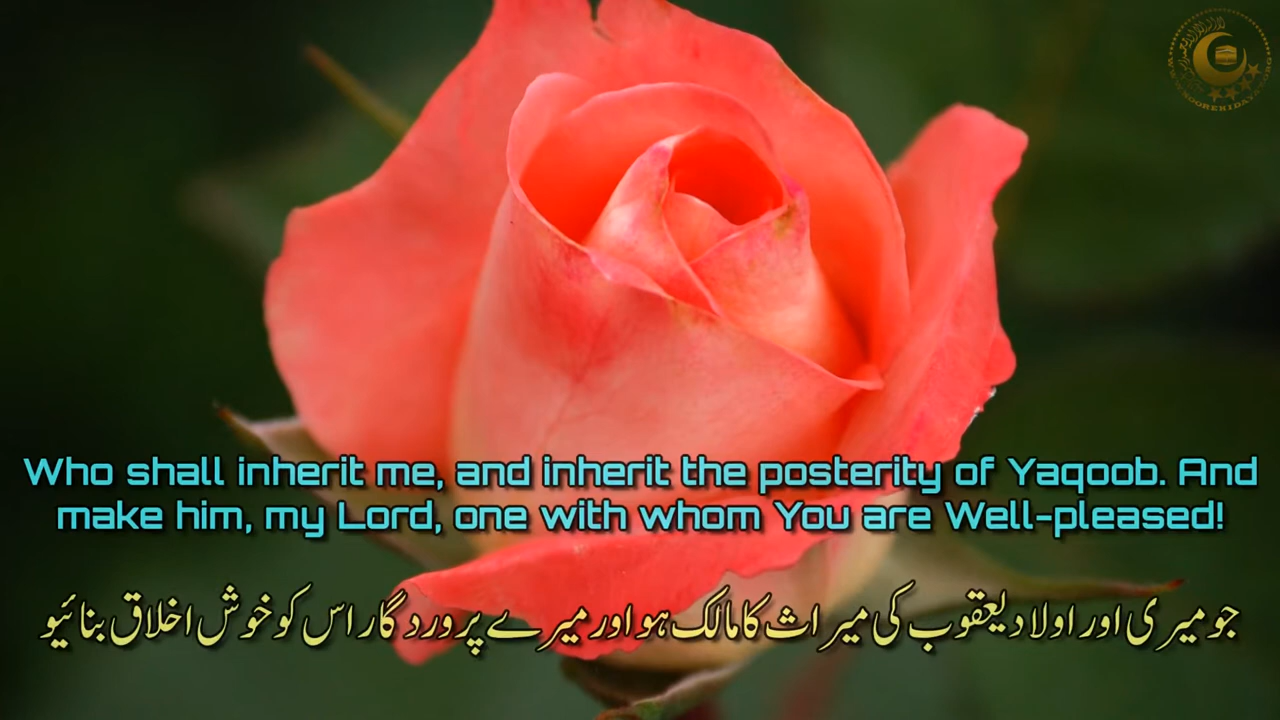 Who shall inherit me, and inherit the posterity of Yaqoob. And
make him, my Lord, one with whom You are Well-pleased!
جو میری اور اولاد یعقوب کی میراث کا مالک ہو اور میرے پروردگار اس کو خوش اخلاق بنائیو